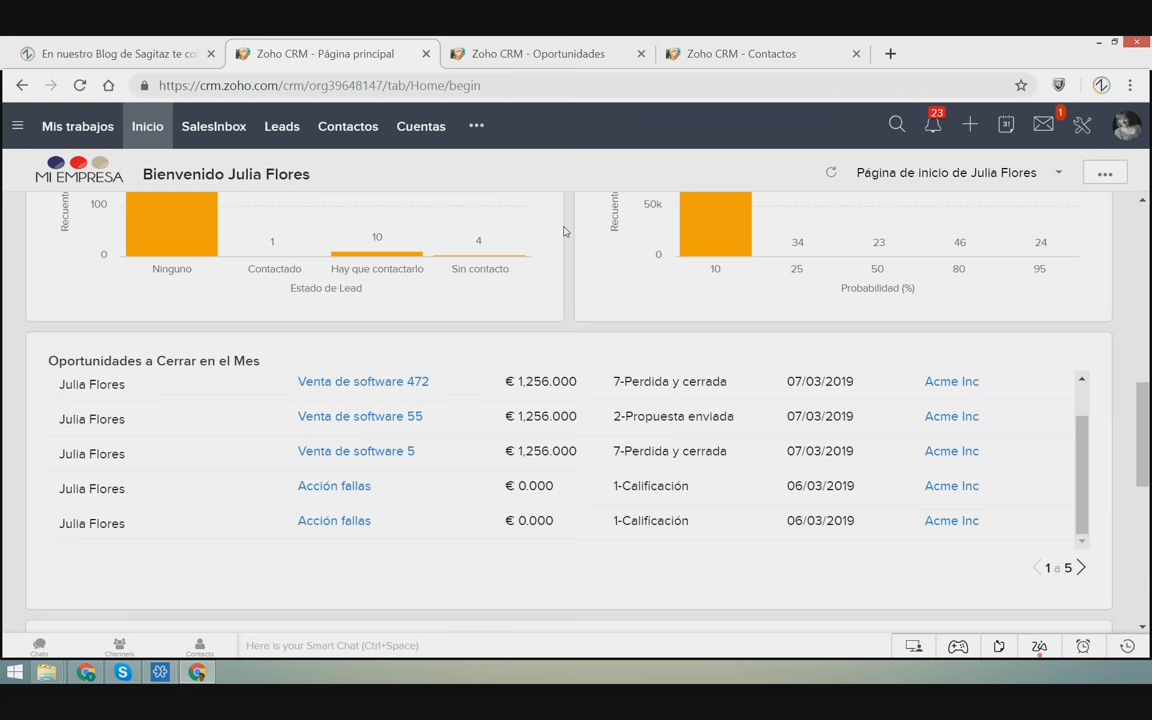 En nuestro Blog de Sagitaz te co
Zoho CRM - Página principal
Zoho CRM - Oportunidades
Zoho CRM - Contactos
https://crm.zoho.com/crm/org39648147/tab/Home/begin
Mis trabajos Inicio SalesInbox Leads Contactos Cuentas ••• 23 31 1
MI EMPRESA
Bienvenido Julia Flores
Página de inicio de Julia Flores
Recuento
100
0
1
10
4
Ninguno Contactado Hay que contactarlo Sin contacto
Estado de Lead
Recuento
50k
0
34
23
46
24
10 25 50 80 95
Probabilidad (%)
Oportunidades a Cerrar en el Mes
Julia Flores Venta de software 472 € 1,256.000 7-Perdida y cerrada 07/03/2019 Acme Inc
Julia Flores Venta de software 55 € 1,256.000 2-Propuesta enviada 07/03/2019 Acme Inc
Julia Flores Venta de software 5 € 1,256.000 7-Perdida y cerrada 07/03/2019 Acme Inc
Julia Flores Acción fallas € 0.000 1-Calificación 06/03/2019 Acme Inc
Julia Flores Acción fallas € 0.000 1-Calificación 06/03/2019 Acme Inc
1 a 5
Chats Channels Contacts Here is your Smart Chat (Ctrl+Space)